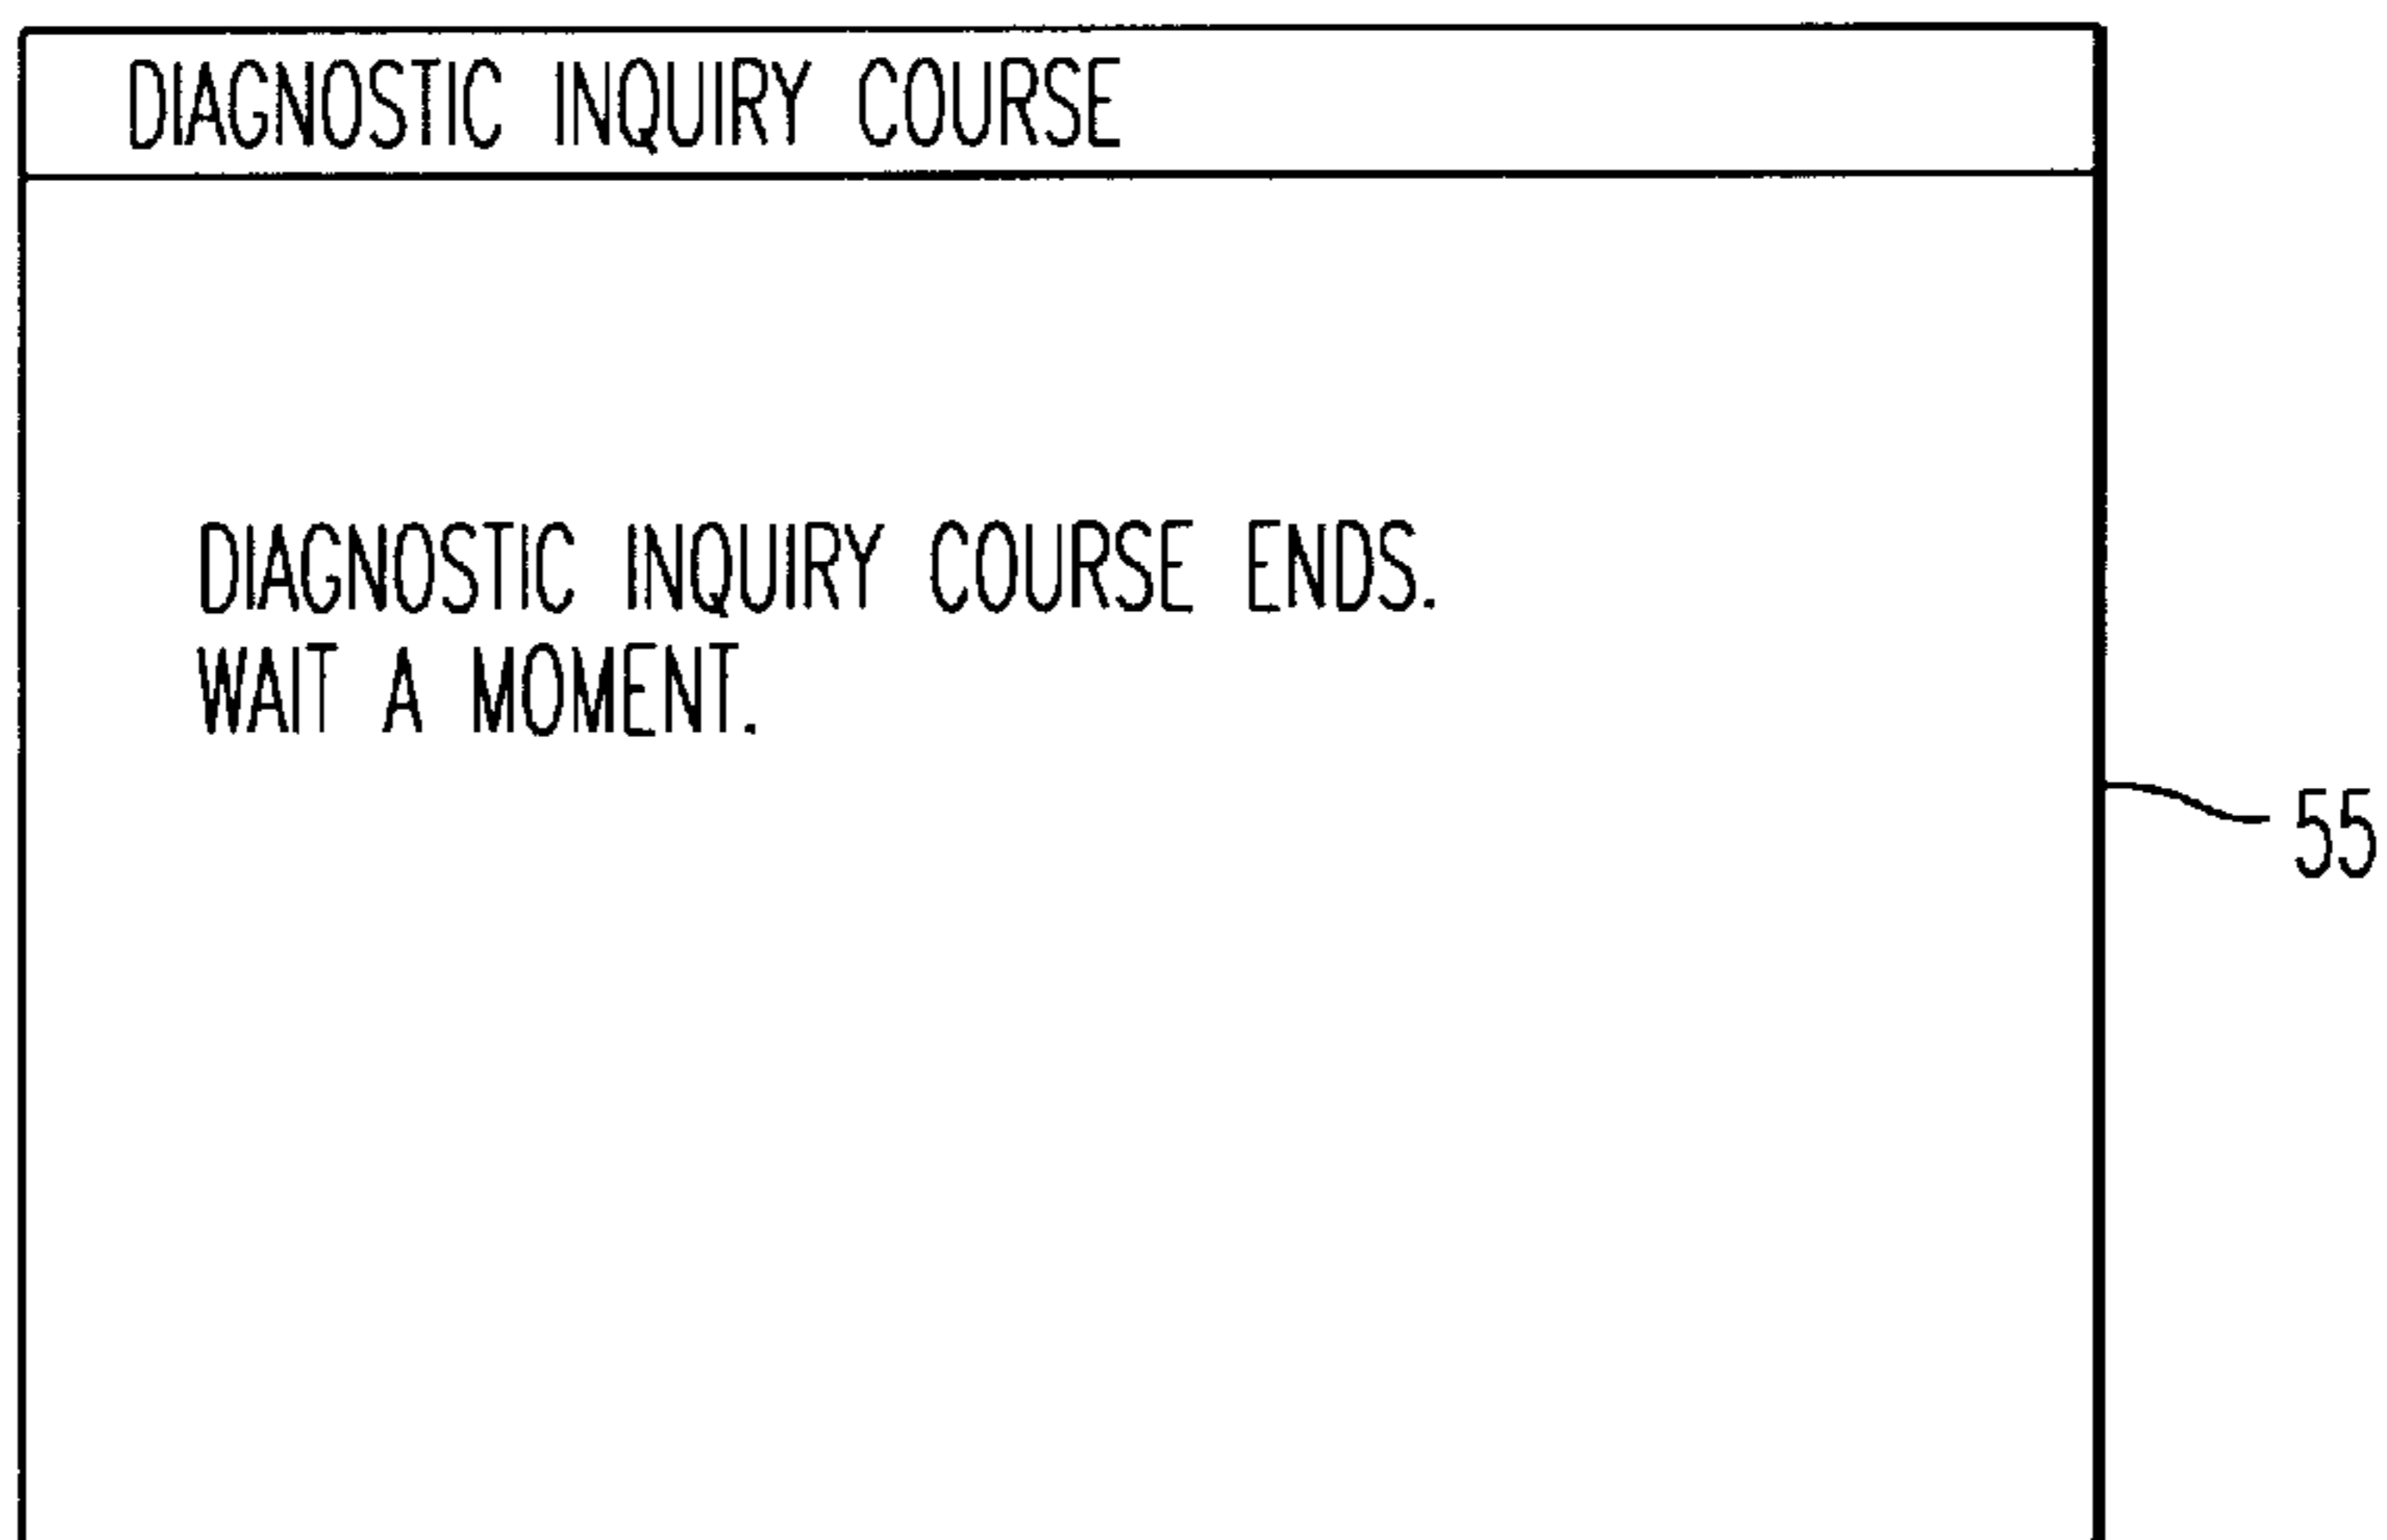 DIAGNOSTIC INQUIRY COURSE
DIAGNOSTIC INQUIRY COURSE ENDS.
WAIT A MOMENT.
55